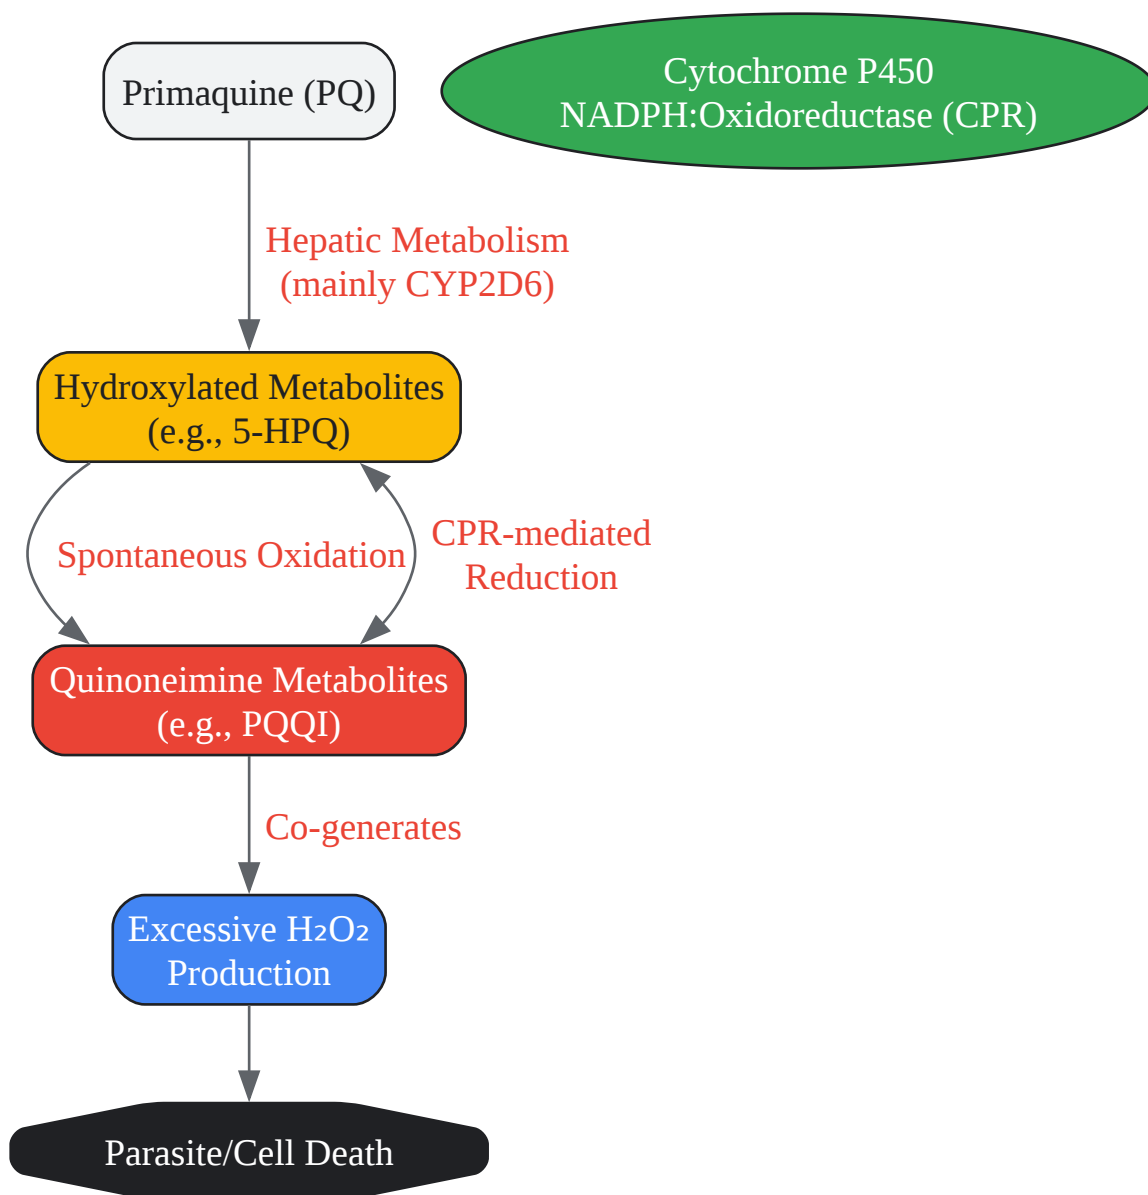 Primaquine (PQ)
Cytochrome P450
NADPH:Oxidoreductase (CPR)
Hepatic Metabolism
(mainly CYP2D6)
Hydroxylated Metabolites
(e.g., 5-HPQ)
Spontaneous Oxidation
CPR-mediated
Reduction
Quinoneimine Metabolites
(e.g., PQQI)
Co-generates
Excessive H₂O₂
Production
Parasite/Cell Death